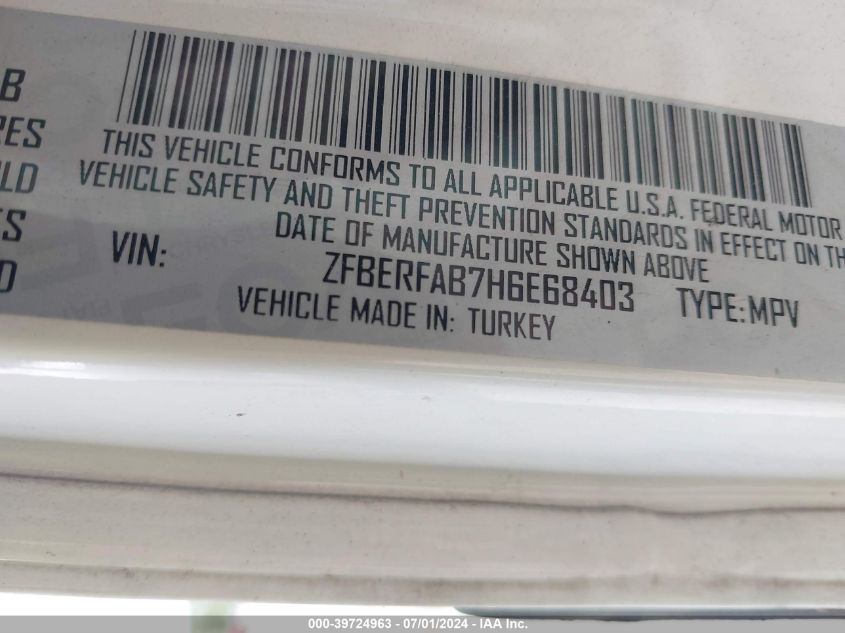 B
RES
LD
S
D
THIS VEHICLE CONFORMS TO ALL APPLICABLE U.S.A. FEDERAL MOTOR
VEHICLE SAFETY AND THEFT PREVENTION STANDARDS IN EFFECT ON TH
DATE OF MANUFACTURE SHOWN ABOVE
VIN: ZFBERFAB7H6E68403 TYPE: MPV
VEHICLE MADE IN: TURKEY
000-39724963 - 07/01/2024 - IAA Inc.